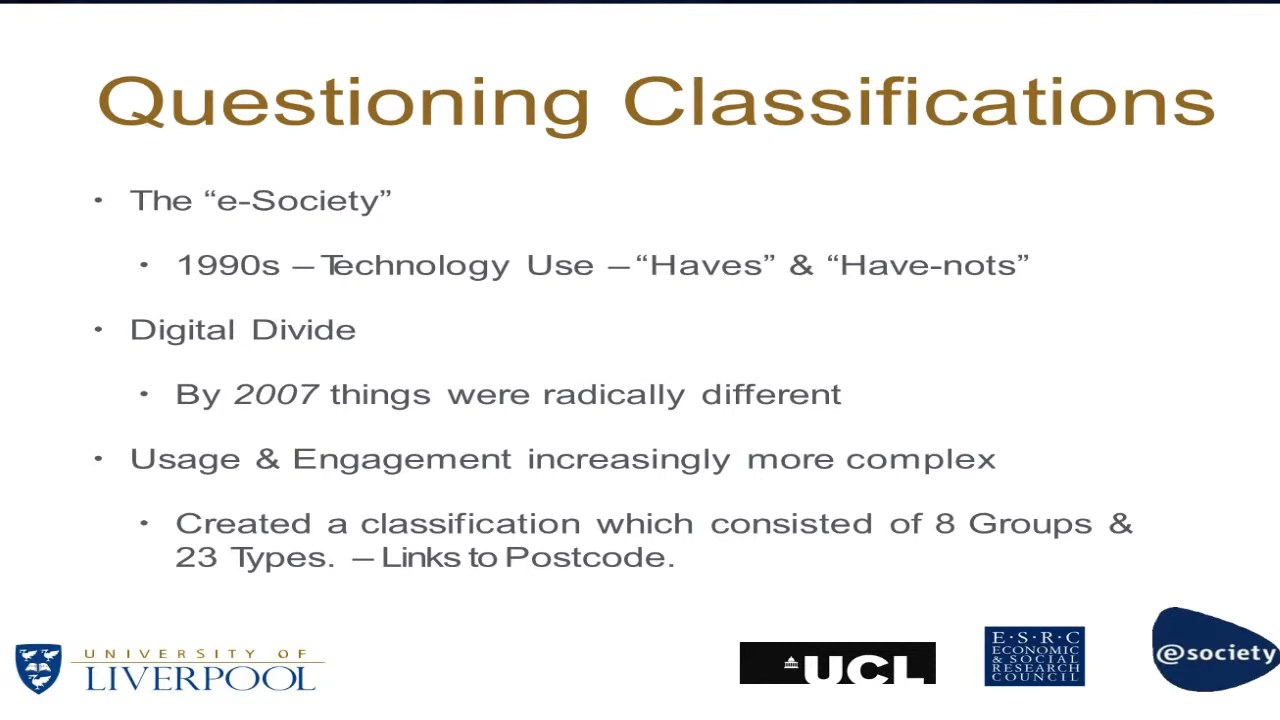 Questioning Classifications
• The “e-Society”
• 1990s – Technology Use – “Haves” & “Have-nots”
• Digital Divide
• By 2007 things were radically different
• Usage & Engagement increasingly more complex
• Created a classification which consisted of 8 Groups &
23 Types. – Links to Postcode.
UNIVERSITY OF
LIVERPOOL
UCL
E·S·R·C
ECONOMIC
& SOCIAL
RESEARCH
COUNCIL
@society